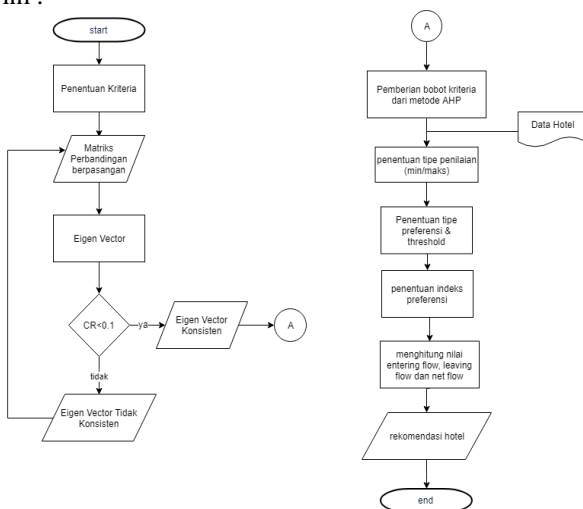 start
Penentuan Kriteria
Matriks
Perbandingan
berpasangan
Eigen Vector
CR<0.1
ya
Eigen Vector
Konsisten
A
tidak
Eigen Vector Tidak
Konsisten
A
Pemberian bobot kriteria
dari metode AHP
Data Hotel
penentuan tipe penilaian
(min/maks)
Penentuan tipe
preferensi &
threshold
penentuan indeks
preferensi
menghitung nilai
entering flow, leaving
flow dan net flow
rekomendasi hotel
end